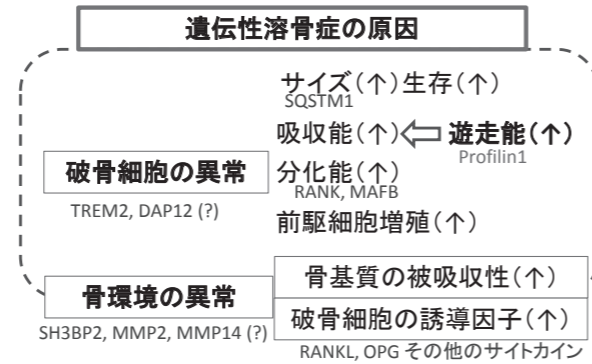 遺伝性溶骨症の原因
サイズ(↑)生存(↑)
SQSTM1
吸収能(↑)⇦遊走能(↑)
Profilin1
破骨細胞の異常
分化能(↑)
RANK, MAFB
TREM2, DAP12 (?)
前駆細胞増殖(↑)
骨環境の異常
骨基質の被吸収性(↑)
破骨細胞の誘導因子(↑)
SH3BP2, MMP2, MMP14 (?)
RANKL, OPG その他のサイトカイン